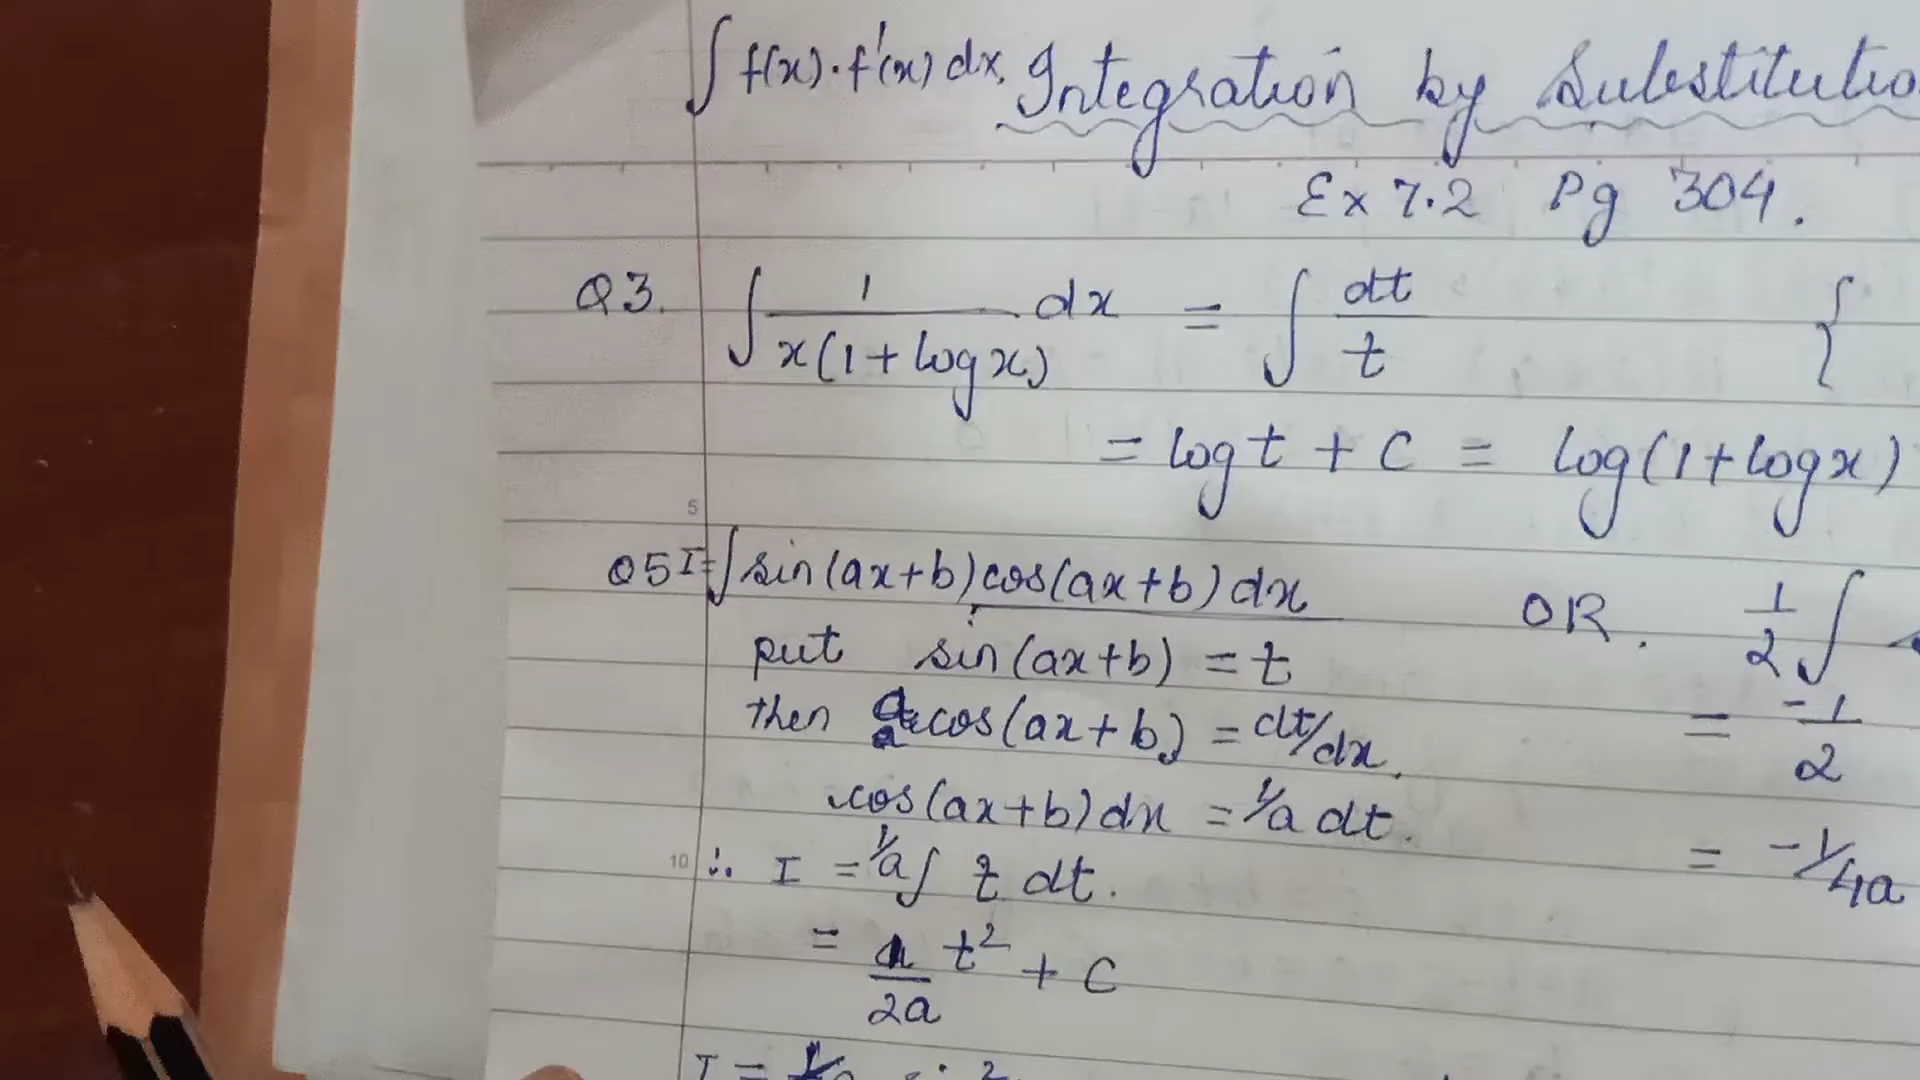 ∫ f(x)·f'(x) dx, Integration by Substitutio
Ex 7.2 Pg 304.
Q3. ∫ 1/x(1+log x) dx = ∫ dt/t {
= log t + C = log(1+log x)
5
Q5 I=∫ sin(ax+b)cos(ax+b) dx OR. 1/2 ∫
put sin(ax+b) = t
then a cos(ax+b) = dt/dx. = -1/2
cos(ax+b)dx = 1/a dt.
10 ∴ I = 1/a ∫ t dt. = -1/4a
= 1/2a t² + C